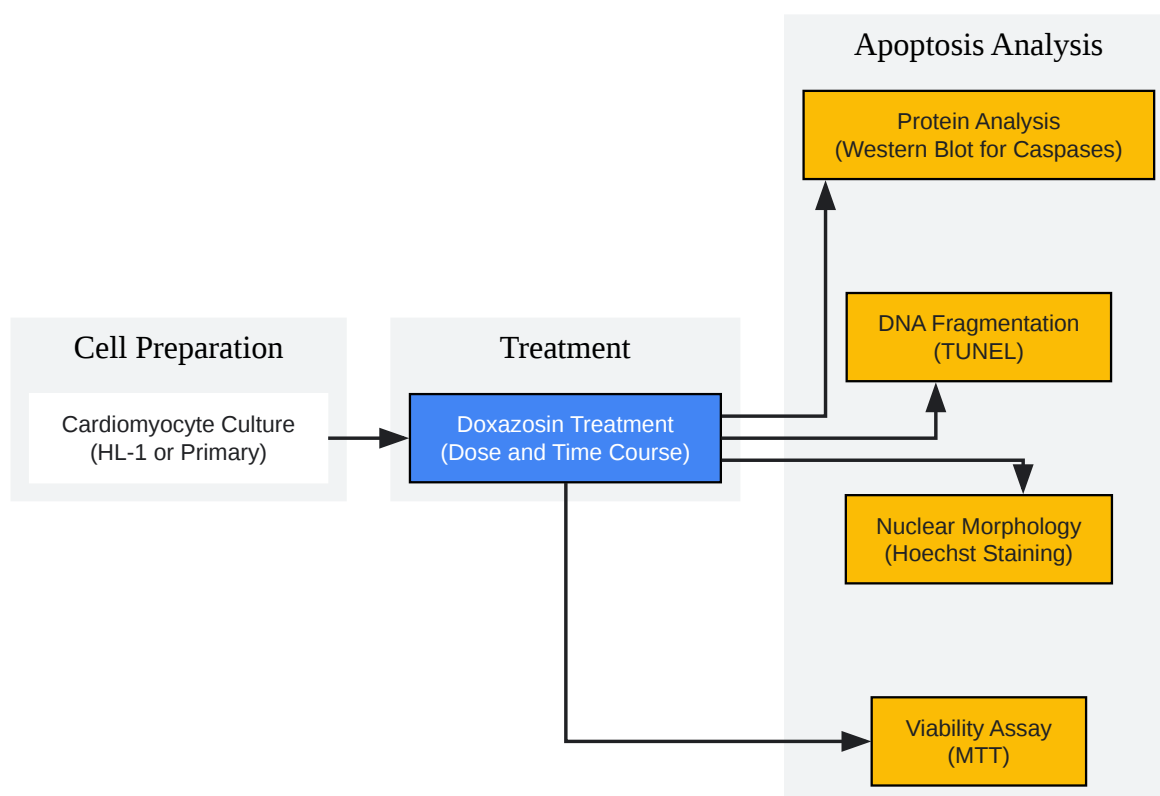 Cell Preparation
Cardiomyocyte Culture
(HL-1 or Primary)
Treatment
Doxazosin Treatment
(Dose and Time Course)
Apoptosis Analysis
Protein Analysis
(Western Blot for Caspases)
DNA Fragmentation
(TUNEL)
Nuclear Morphology
(Hoechst Staining)
Viability Assay
(MTT)